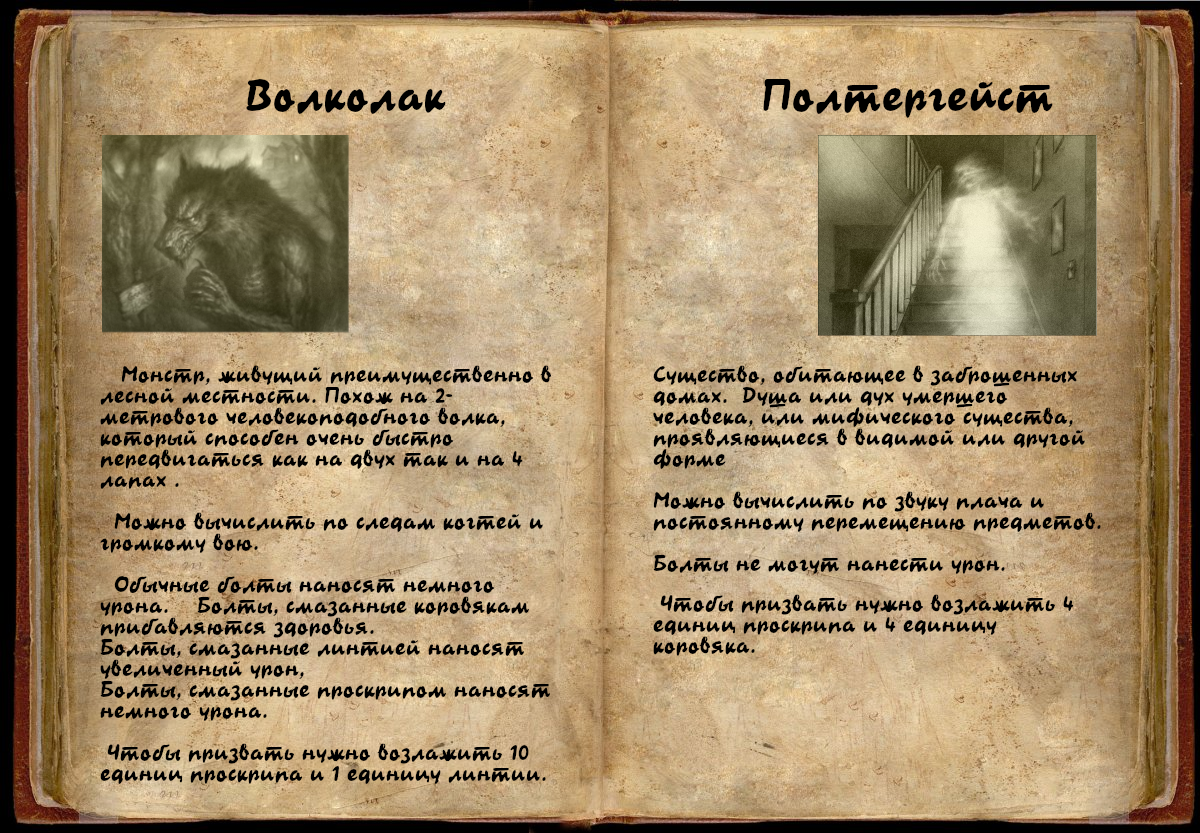 Волколак
Монстр, живущий преимущественно в
лесной местности. Похож на 2-
метрового человекоподобного волка,
который способен очень быстро
передвигаться как на двух так и на 4
лапах .
Можно вычислить по следам когтей и
громкому вою.
Обычные болты наносят немного
урона. Болты, смазанные коровякам
прибавляются здоровья.
Болты, смазанные линтией наносят
увеличенный урон,
Болты, смазанные проскрипом наносят
немного урона.
Чтобы призвать нужно возлажить 10
единиц проскрипа и 1 единицу линтии.
Полтергейст
Существо, обитающее в заброшенных
домах. Душа или дух умершего
человека, или мифического существа,
проявляющиеся в видимой или другой
форме
Можно вычислить по звуку плача и
постоянному перемещению предметов.
Болты не могут нанести урон.
Чтобы призвать нужно возлажить 4
единиц проскрипа и 4 единицу
коровяка.